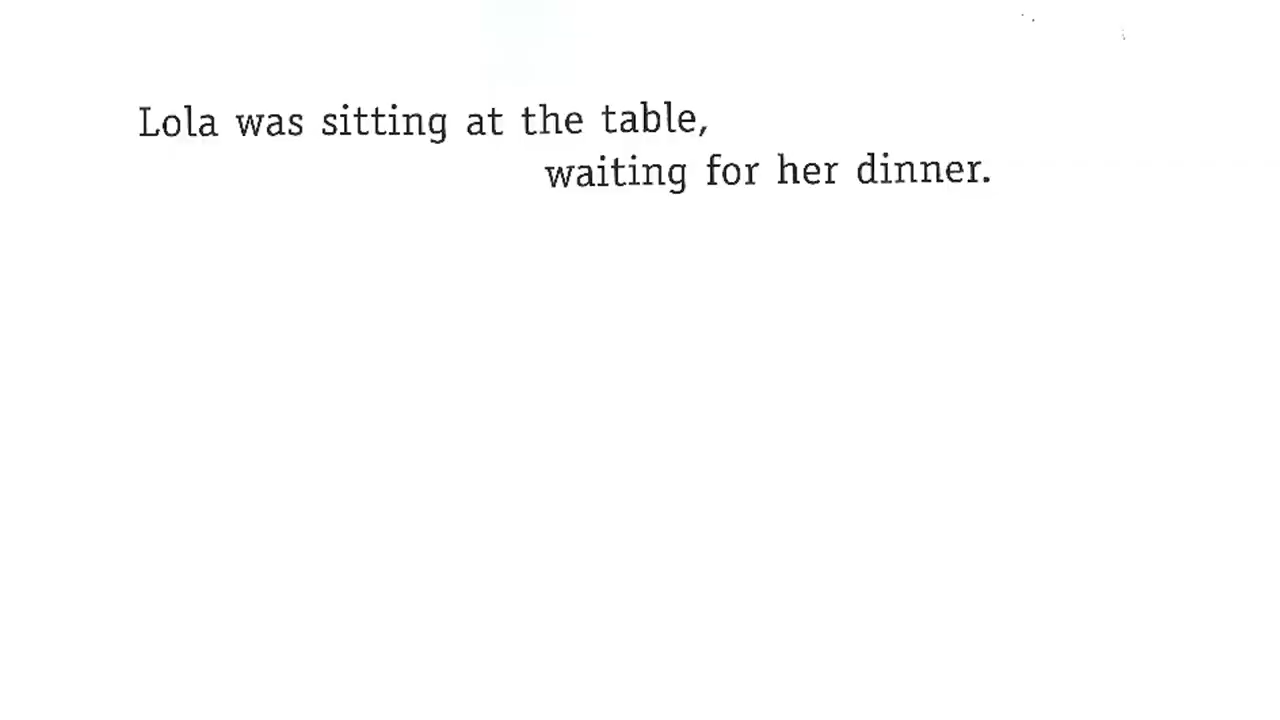 Lola was sitting at the table,
waiting for her dinner.